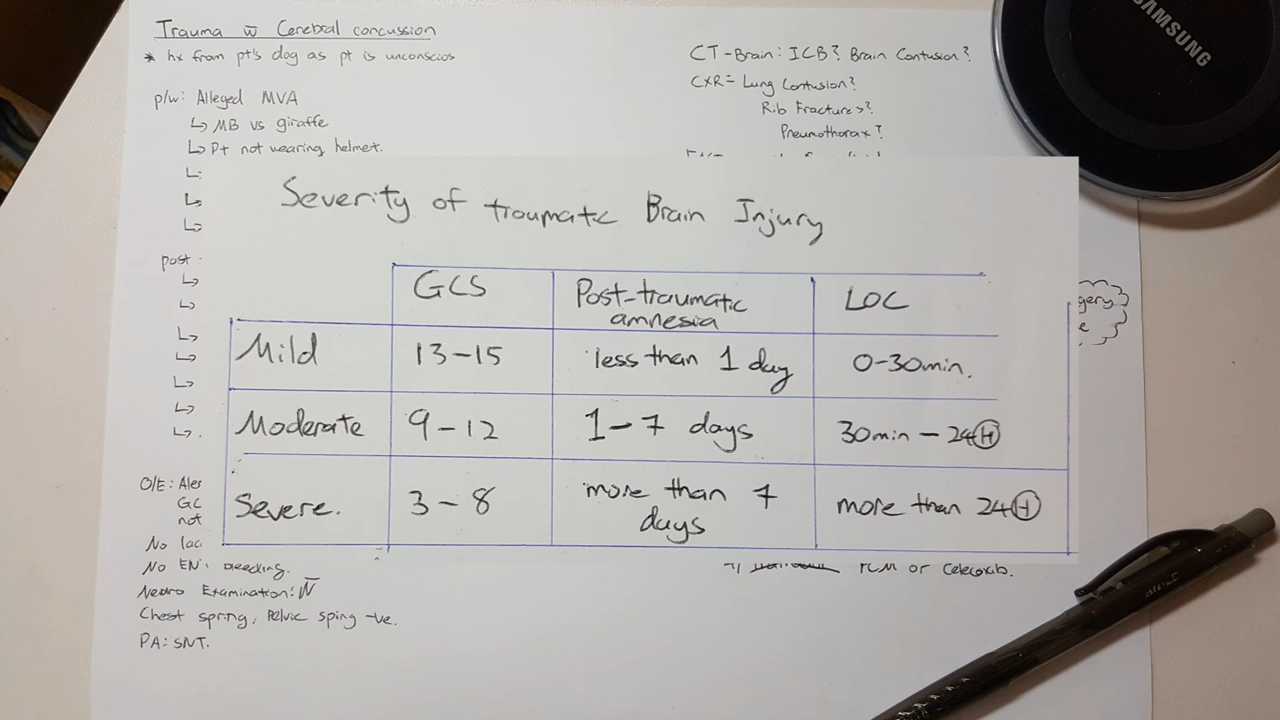 Trauma w̄ Cerebral concussion
* hx from pt's dog as pt is unconscios
p/w: Alleged MVA
↳ MB vs giraffe
↳ Pt not wearing helmet.
post
O/E: Aler
GC
not
No lac
No EN. bleeding.
Neuro Examination: N̄
Chest spring, Pelvic sping -ve.
PA: SNT.
CT-Brain: ICB? Brain Contusion?
CXR= Lung Contusion?
Rib Fractures?
Pneumothorax?
gery
e
PCM or Celecoxib.
SAMSUNG
Severity of traumatic Brain Injury
GCS Post-traumatic amnesia LOC
Mild 13-15 less than 1 day 0-30min.
Moderate 9-12 1-7 days 30min - 24Ⓗ
Severe. 3-8 more than 7 days more than 24Ⓗ